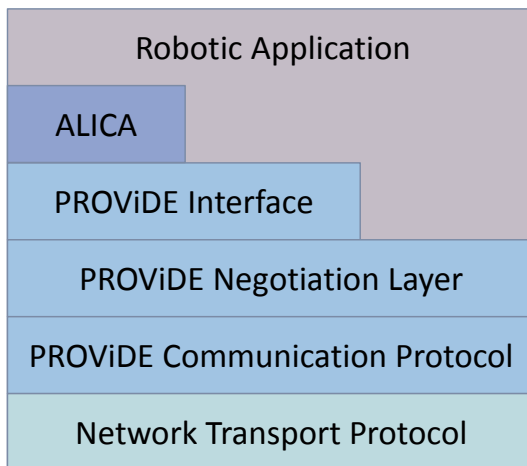 Robotic Application
ALICA
PROViDE Interface
PROViDE Negotiation Layer
PROViDE Communication Protocol
Network Transport Protocol